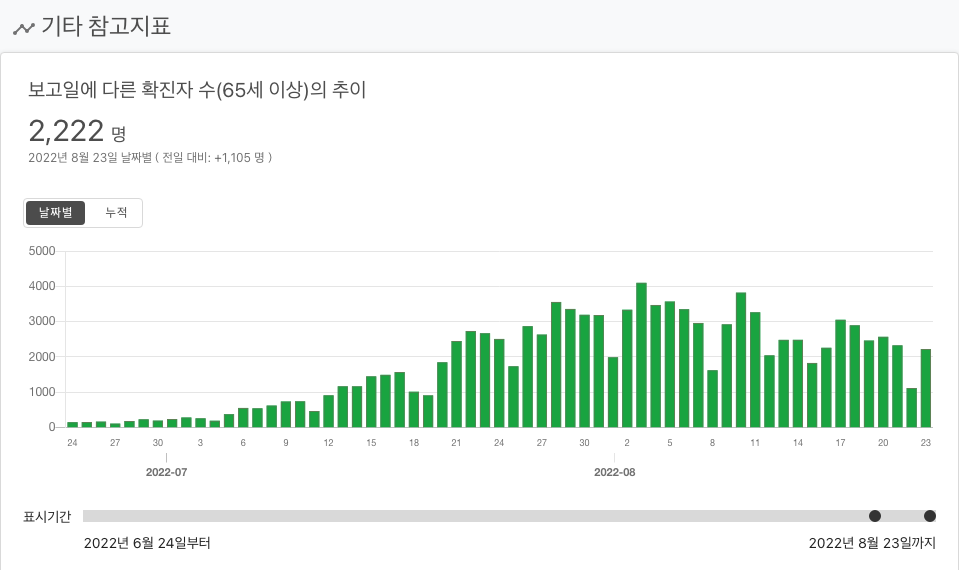 기타 참고지표
보고일에 다른 확진자 수(65세 이상)의 추이
2,222 명
2022년 8월 23일 날짜별 ( 전일 대비: +1,105 명 )
날짜별 누적
5000
4000
3000
2000
1000
0
24 27 30 3 6 9 12 15 18 21 24 27 30 2 5 8 11 14 17 20 23
2022-07 2022-08
표시기간
2022년 6월 24일부터 2022년 8월 23일까지